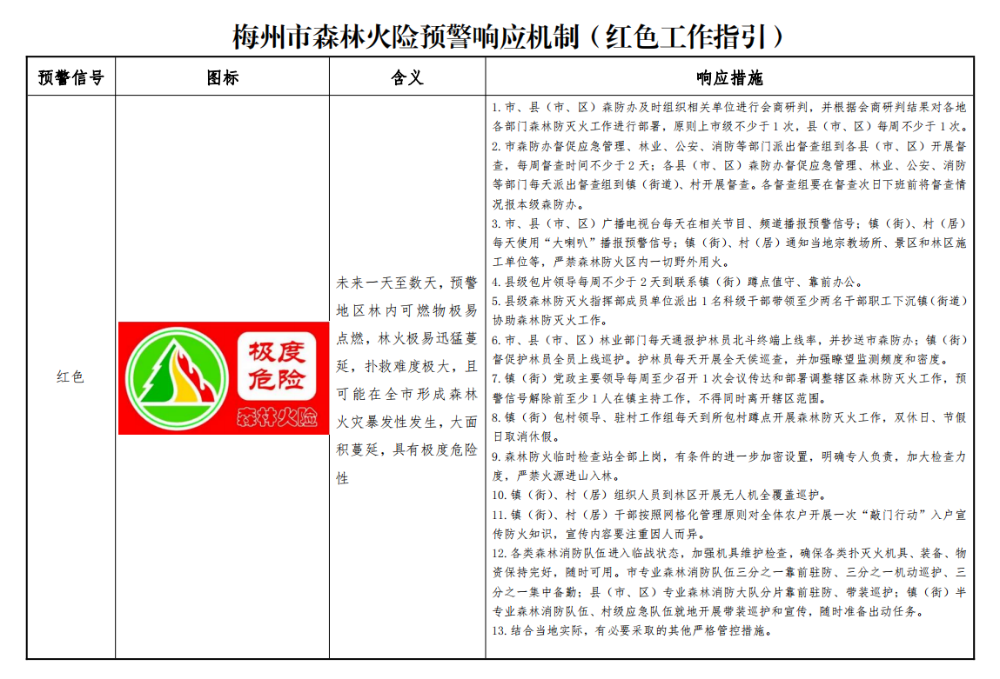 梅州市森林火险预警响应机制（红色工作指引）
预警信号
图标
含义
响应措施
红色
极度
危险
森林火险
未来一天至数天，预警
地区林内可燃物极易
点燃，林火极易迅猛蔓
延，扑救难度极大，且
可能在全市形成森林
火灾暴发性发生，大面
积蔓延，具有极度危险
性
1.市、县（市、区）森防办及时组织相关单位进行会商研判，并根据会商研判结果对各地
各部门森林防灭火工作进行部署，原则上市级不少于1次，县（市、区）每周不少于1次。
2.市森防办督促应急管理、林业、公安、消防等部门派出督查组到各县（市、区）开展督
查，每周督查时间不少于2天；各县（市、区）森防办督促应急管理、林业、公安、消防
等部门每天派出督查组到镇（街道）、村开展督查。各督查组要在督查次日下班前将督查情
况报本级森防办。
3.市、县（市、区）广播电视台每天在相关节目、频道播报预警信号；镇（街）、村（居）
每天使用“大喇叭”播报预警信号；镇（街）、村（居）通知当地宗教场所、景区和林区施
工单位等，严禁森林防火区内一切野外用火。
4.县级包片领导每周不少于2天到联系镇（街）蹲点值守、靠前办公。
5.县级森林防灭火指挥部成员单位派出1名科级干部带领至少两名干部职工下沉镇（街道）
协助森林防灭火工作。
6.市、县（市、区）林业部门每天通报护林员北斗终端上线率，并抄送市森防办；镇（街）
督促护林员全员上线巡护。护林员每天开展全天侯巡查，并加强瞭望监测频度和密度。
7.镇（街）党政主要领导每周至少召开1次会议传达和部署调整辖区森林防灭火工作，预
警信号解除前至少1人在镇主持工作，不得同时离开辖区范围。
8.镇（街）包村领导、驻村工作组每天到所包村蹲点开展森林防灭火工作，双休日、节假
日取消休假。
9.森林防火临时检查站全部上岗，有条件的进一步加密设置，明确专人负责，加大检查力
度，严禁火源进山入林。
10.镇（街）、村（居）组织人员到林区开展无人机全覆盖巡护。
11.镇（街）、村（居）干部按照网格化管理原则对全体农户开展一次“敲门行动”入户宣
传防火知识，宣传内容要注重因人而异。
12.各类森林消防队伍进入临战状态，加强机具维护检查，确保各类扑灭火机具、装备、物
资保持完好，随时可用。市专业森林消防队伍三分之一靠前驻防、三分之一机动巡护、三
分之一集中备勤；县（市、区）专业森林消防大队分片靠前驻防、带装巡护；镇（街）半
专业森林消防队伍、村级应急队伍就地开展带装巡护和宣传，随时准备出动任务。
13.结合当地实际，有必要采取的其他严格管控措施。